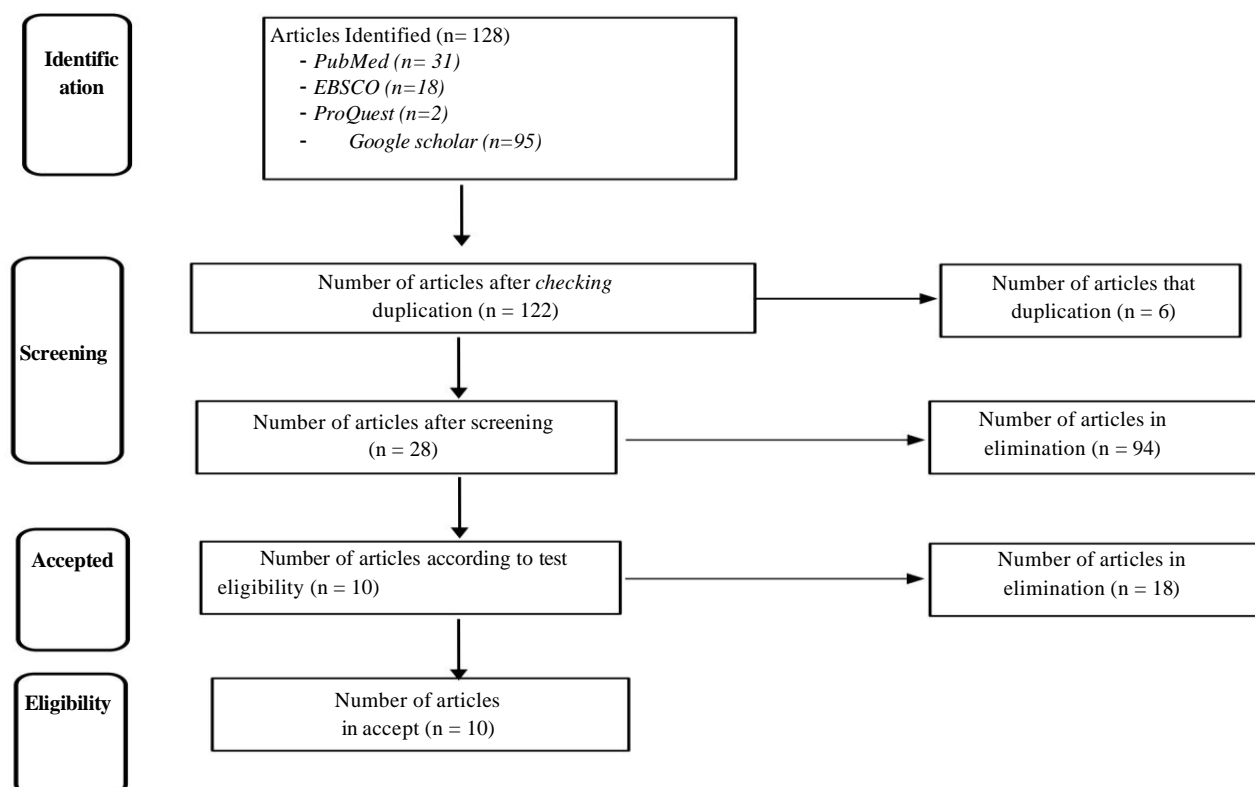 Identific
ation
Articles Identified (n= 128)
- PubMed (n= 31)
- EBSCO (n=18)
- ProQuest (n=2)
- Google scholar (n=95)
Screening
Number of articles after checking
duplication (n = 122)
Number of articles that
duplication (n = 6)
Number of articles after screening
(n = 28)
Number of articles in
elimination (n = 94)
Accepted
Number of articles according to test
eligibility (n = 10)
Number of articles in
elimination (n = 18)
Eligibility
Number of articles
in accept (n = 10)